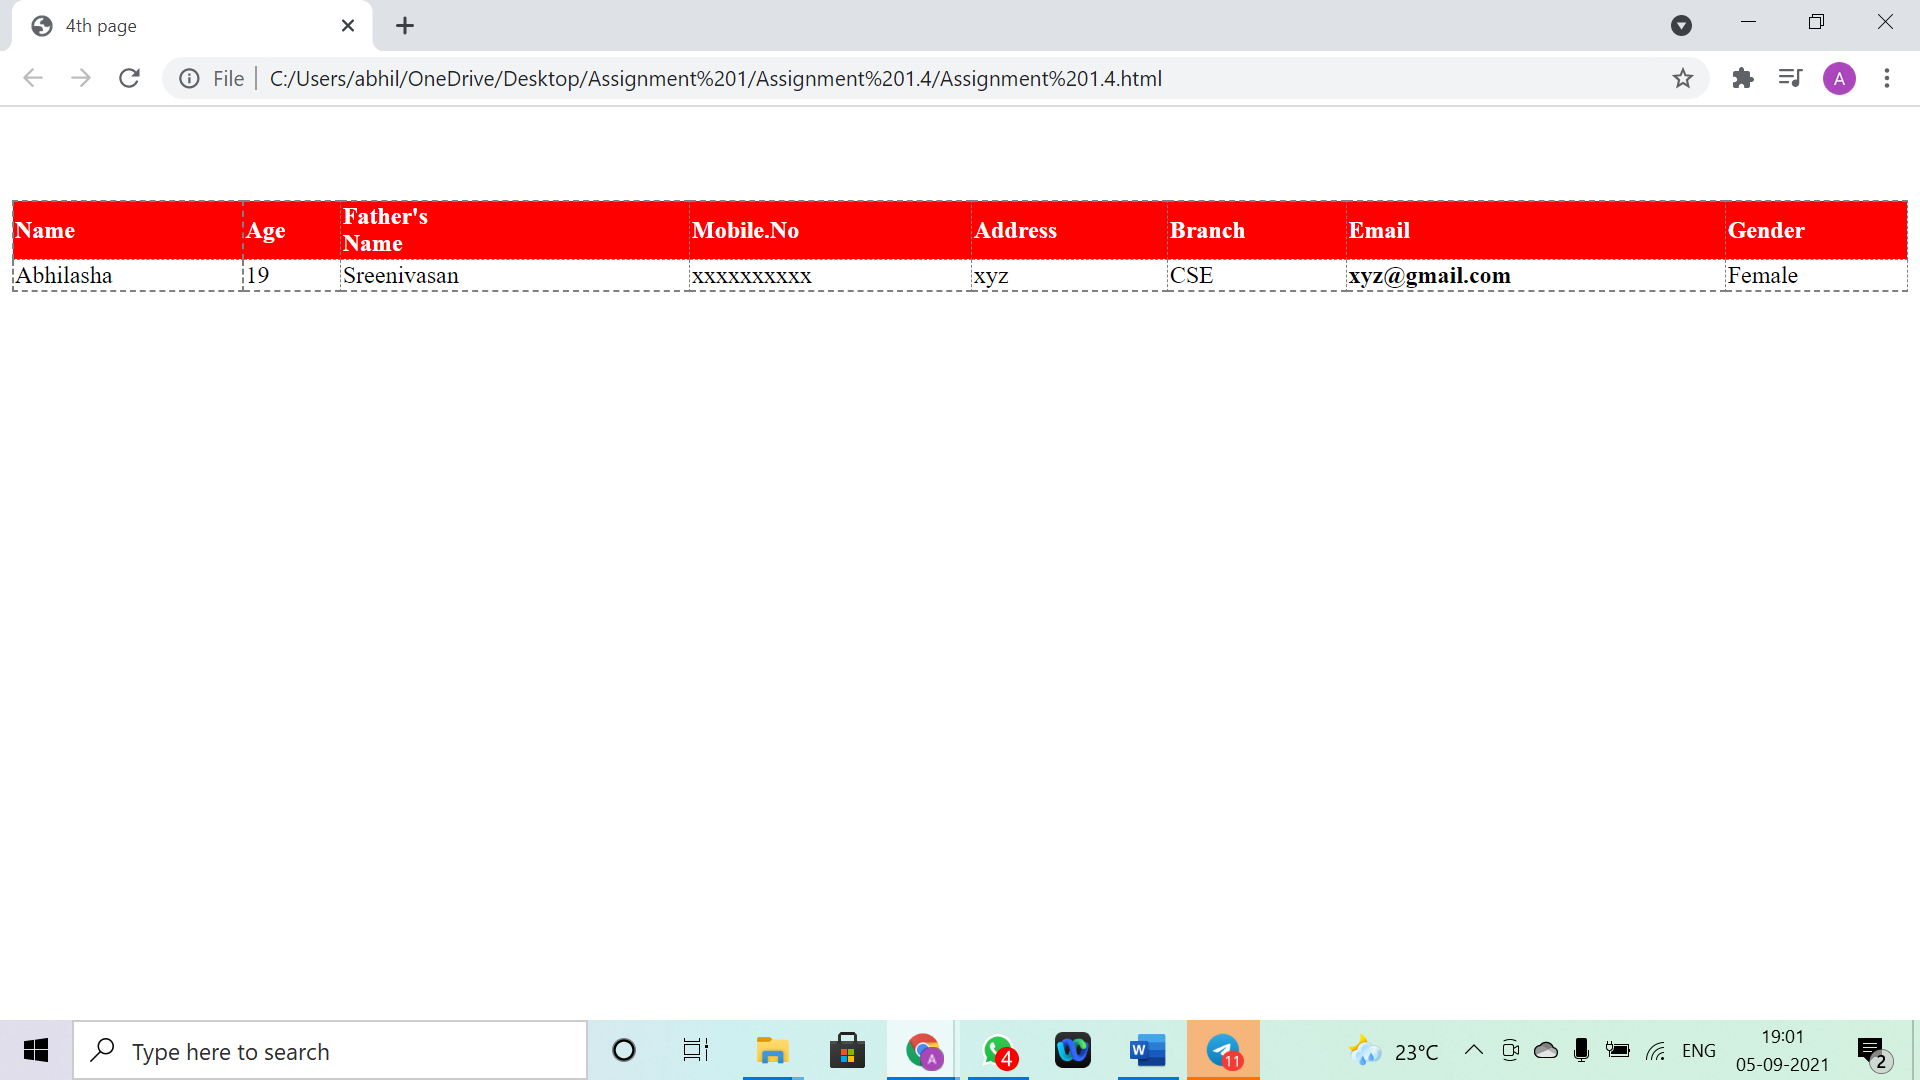 4th page
File C:/Users/abhil/OneDrive/Desktop/Assignment%201/Assignment%201.4/Assignment%201.4.html
A
Name Age Father's Name Mobile.No Address Branch Email Gender
Abhilasha 19 Sreenivasan xxxxxxxxxx xyz CSE xyz@gmail.com Female
Type here to search
A
4
W
11
23°C
ENG
19:01
05-09-2021
2